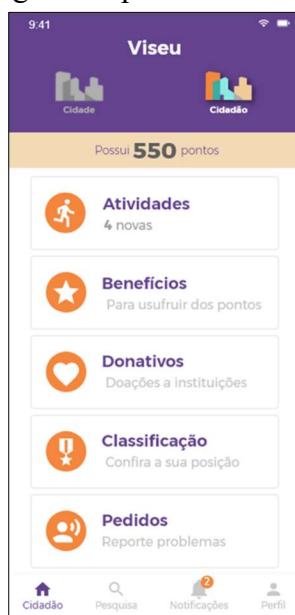 9:41
Viseu
Cidade
Cidadão
Possui 550 pontos
Atividades
4 novas
Benefícios
Para usufruir dos pontos
Donativos
Doações a instituições
Classificação
Confira a sua posição
Pedidos
Reporte problemas
2
Cidadão Pesquisa Notificações Perfil